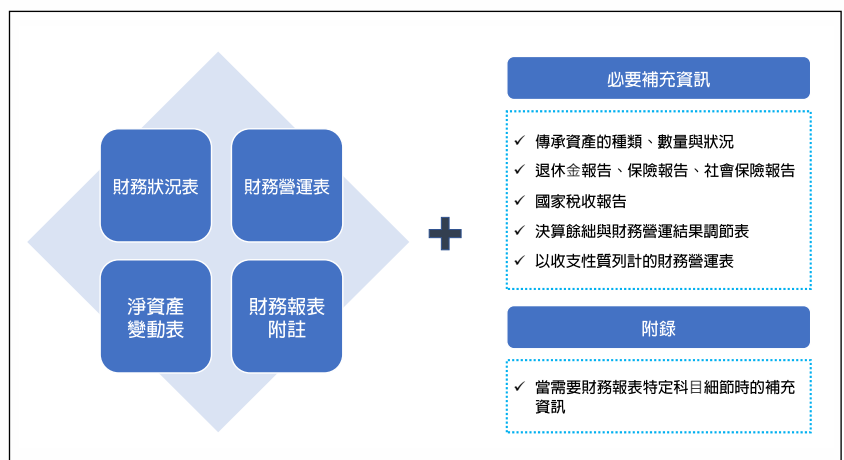 財務狀況表
財務營運表
淨資產
變動表
財務報表
附註
必要補充資訊
✓ 傳承資產的種類、數量與狀況
✓ 退休金報告、保險報告、社會保險報告
✓ 國家稅收報告
✓ 決算餘絀與財務營運結果調節表
✓ 以收支性質列計的財務營運表
附錄
✓ 當需要財務報表特定科目細節時的補充
資訊